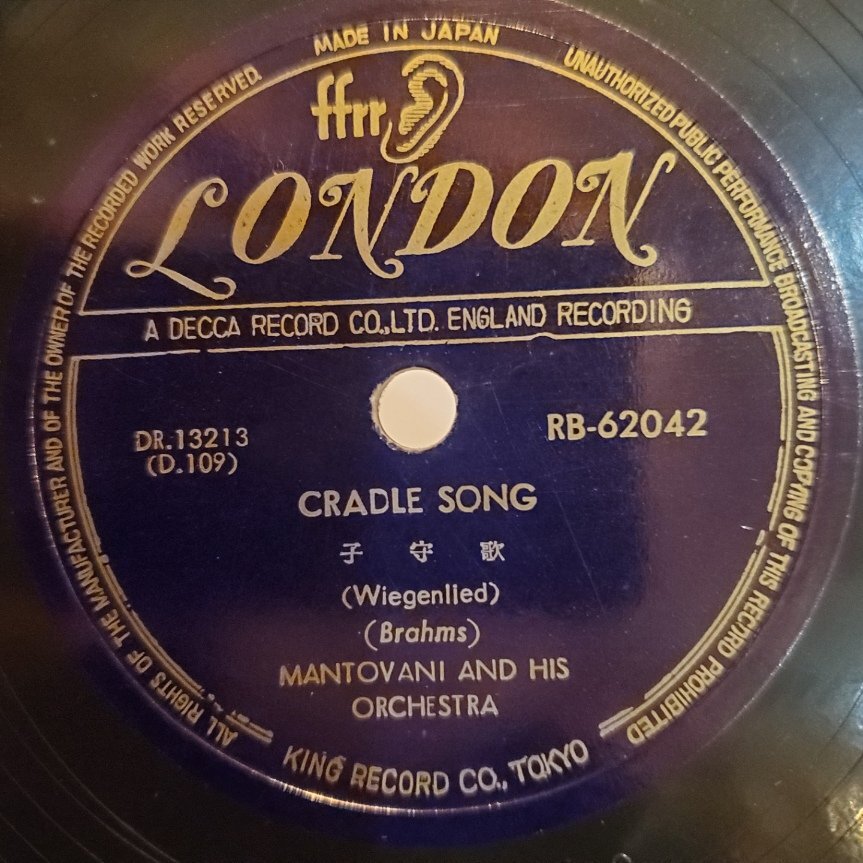 MADE IN JAPAN
ALL RIGHTS OF THE MANUFACTURER AND OF THE OWNER OF THE RECORDED WORK RESERVED.
UNAUTHORIZED PUBLIC PERFORMANCE BROADCASTING AND COPYING OF THIS RECORD PROHIBITED
ffrr
LONDON
A DECCA RECORD CO.,LTD. ENGLAND RECORDING
DR.13213
(D.109)
RB-62042
CRADLE SONG
子守歌
(Wiegenlied)
(Brahms)
MANTOVANI AND HIS
ORCHESTRA
KING RECORD CO., TOKYO